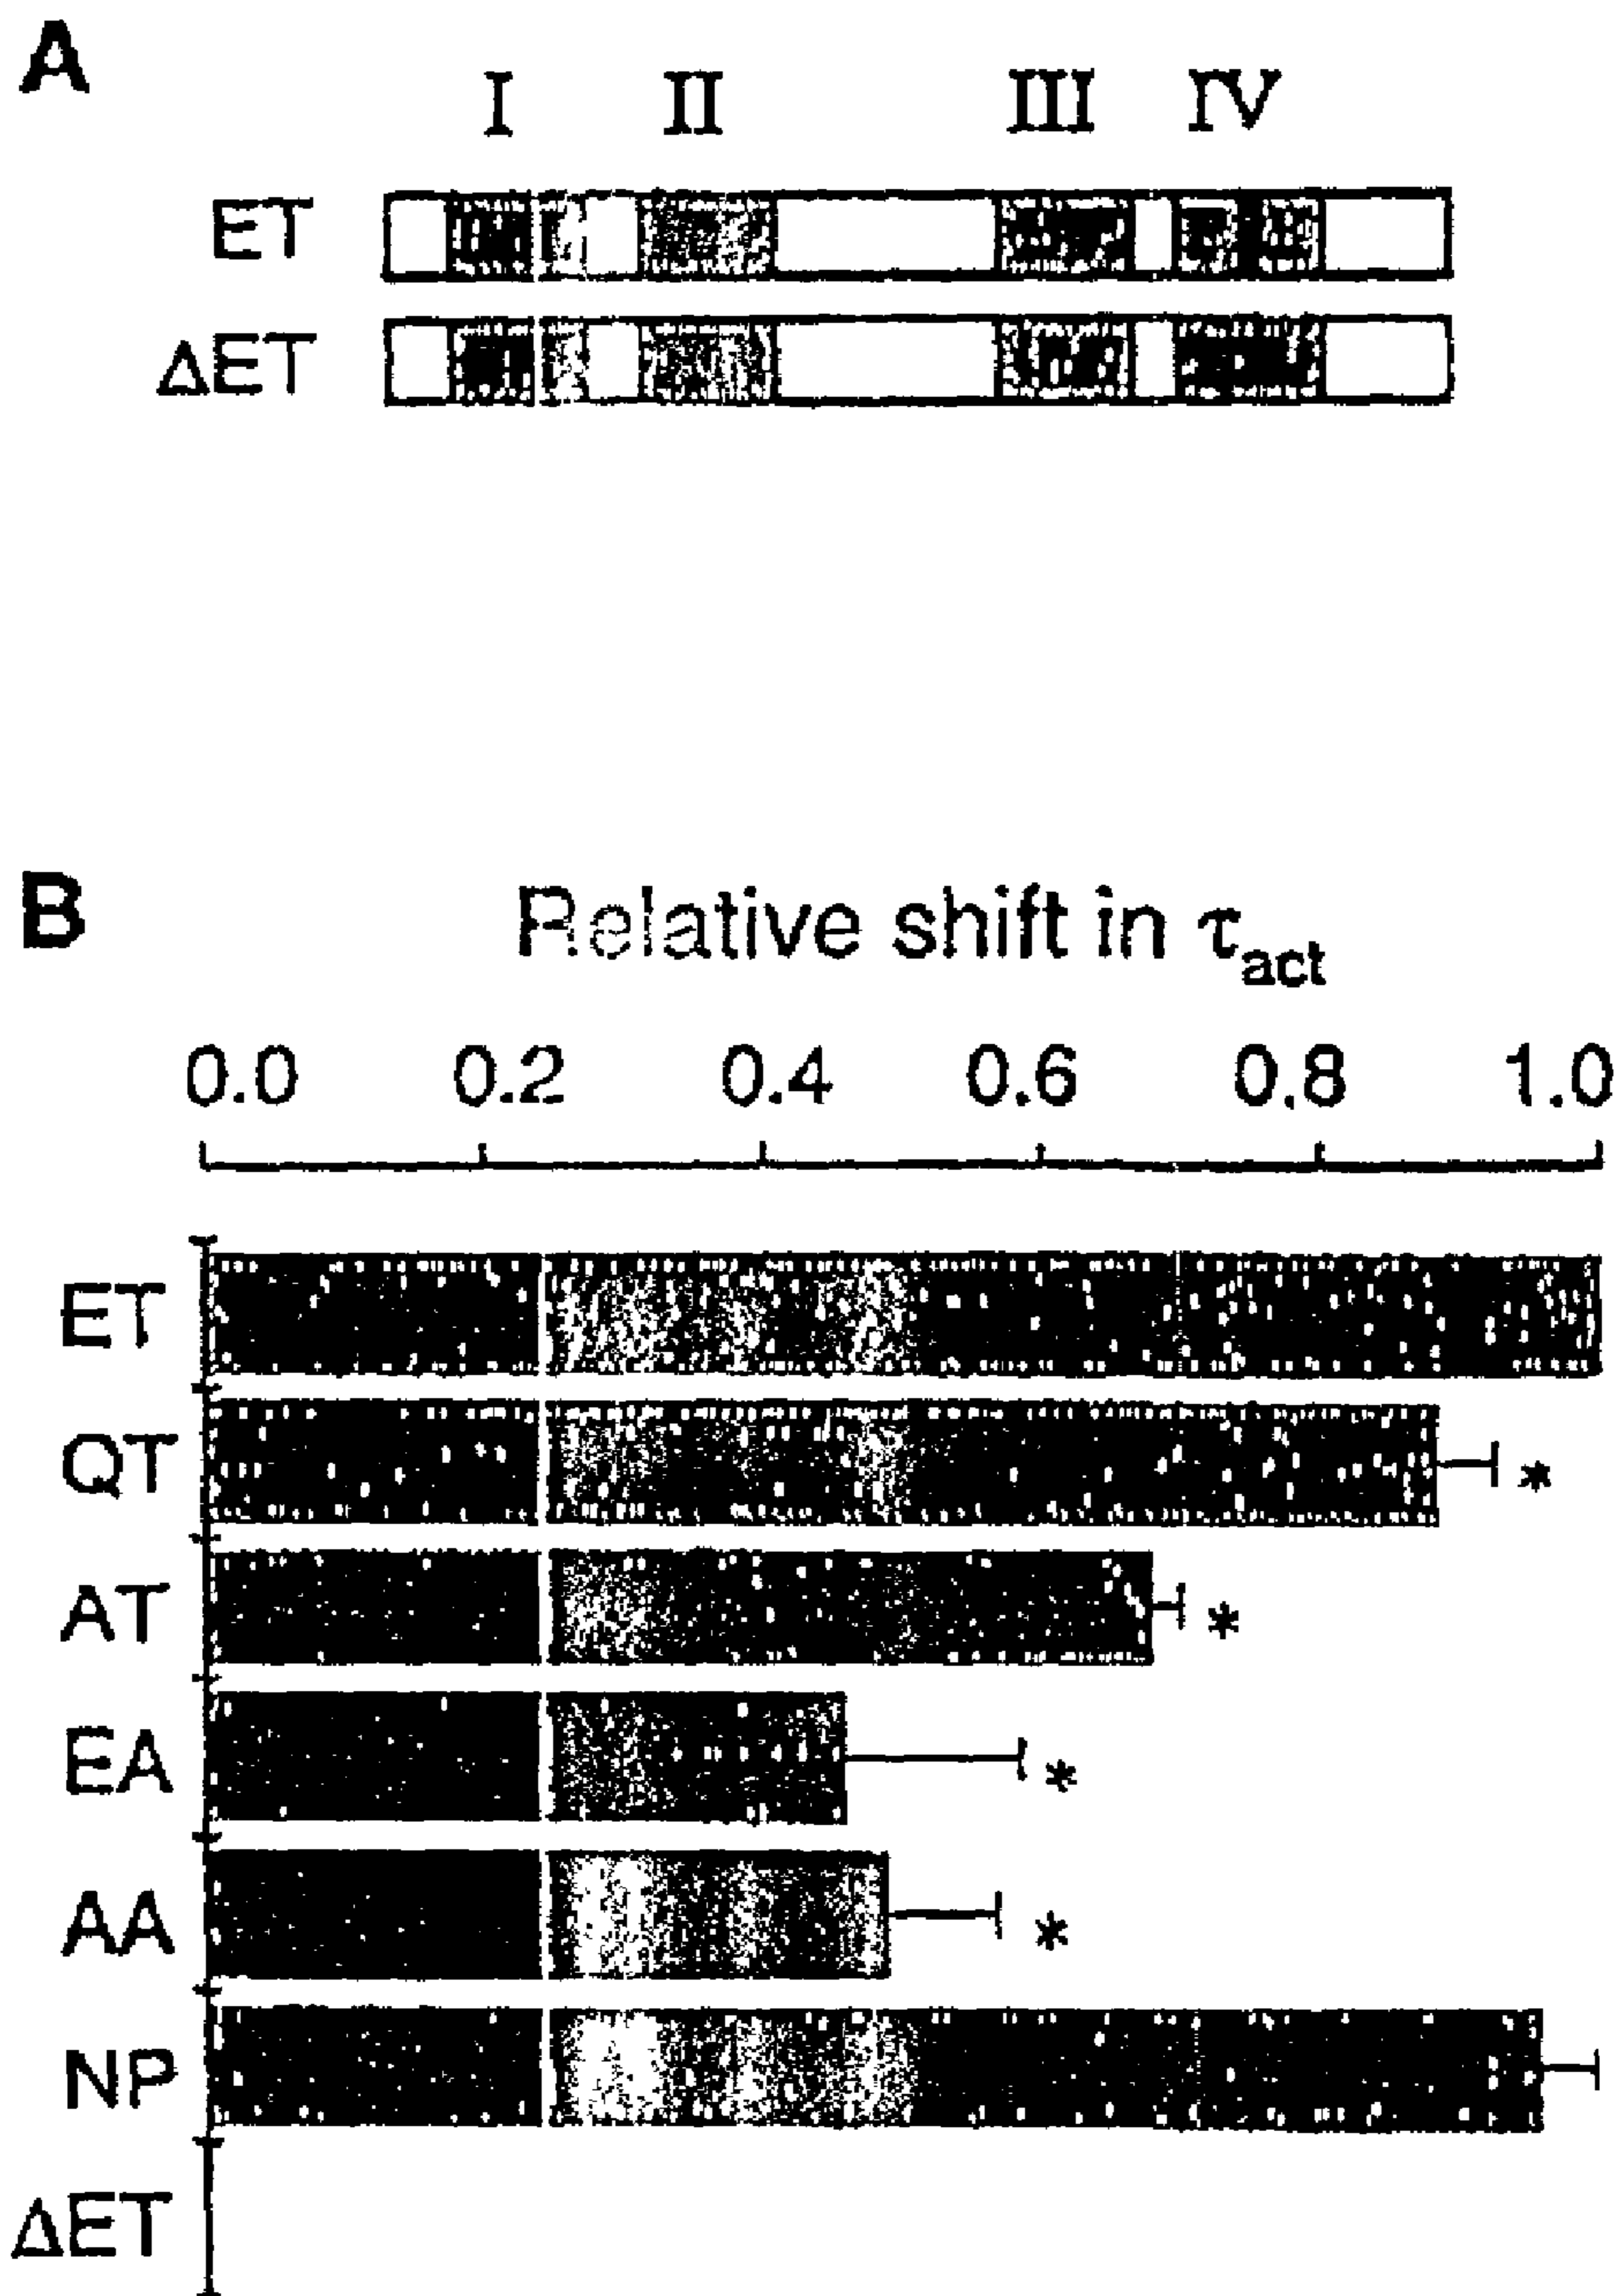 A
I II III IV
ET
ΔET
B
Relative shift in τact
0.0 0.2 0.4 0.6 0.8 1.0
ET
QT *
AT *
EA *
AA *
NP
ΔET